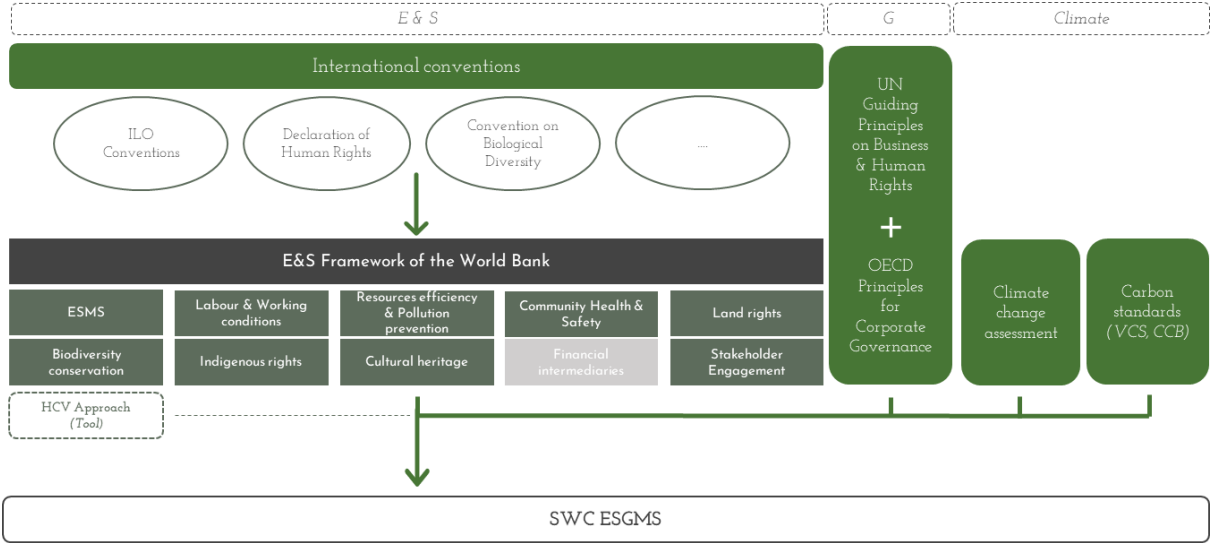 E & S
G
Climate
International conventions
ILO
Conventions
Declaration of
Human Rights
Convention on
Biological
Diversity
....
UN
Guiding
Principles
on Business
& Human
Rights
+
OECD
Principles
for
Corporate
Governance
E&S Framework of the World Bank
ESMS
Labour & Working
conditions
Resources efficiency
& Pollution
prevention
Community Health &
Safety
Land rights
Biodiversity
conservation
Indigenous rights
Cultural heritage
Financial
intermediaries
Stakeholder
Engagement
Climate
change
assessment
Carbon
standards
(VCS, CCB)
HCV Approach
(Tool)
SWC ESGMS